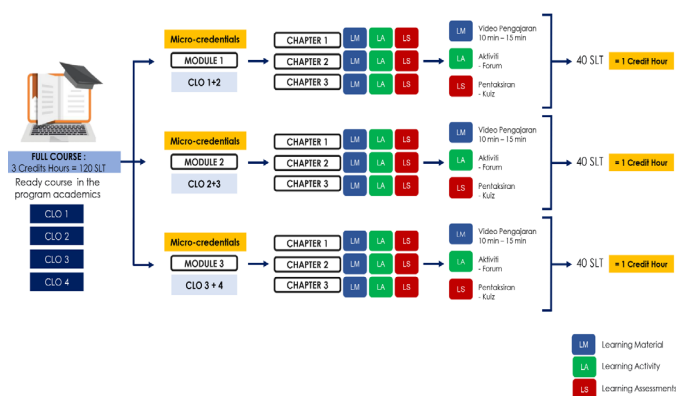 FULL COURSE :
3 Credits Hours = 120 SLT
Ready course in the
program academics
CLO 1
CLO 2
CLO 3
CLO 4
Micro-credentials
MODULE 1
CLO 1+2
CHAPTER 1 LM LA LS
CHAPTER 2 LM LA LS
CHAPTER 3 LM LA LS
LM Video Pengajaran
10 min – 15 min
LA Aktiviti
- Forum
LS Pentaksiran
- Kuiz
40 SLT = 1 Credit Hour
Micro-credentials
MODULE 2
CLO 2+3
CHAPTER 1 LM LA LS
CHAPTER 2 LM LA LS
CHAPTER 3 LM LA LS
LM Video Pengajaran
10 min – 15 min
LA Aktiviti
- Forum
LS Pentaksiran
- Kuiz
40 SLT = 1 Credit Hour
Micro-credentials
MODULE 3
CLO 3 + 4
CHAPTER 1 LM LA LS
CHAPTER 2 LM LA LS
CHAPTER 3 LM LA LS
LM Video Pengajaran
10 min – 15 min
LA Aktiviti
- Forum
LS Pentaksiran
- Kuiz
40 SLT = 1 Credit Hour
LM Learning Material
LA Learning Activity
LS Learning Assessments